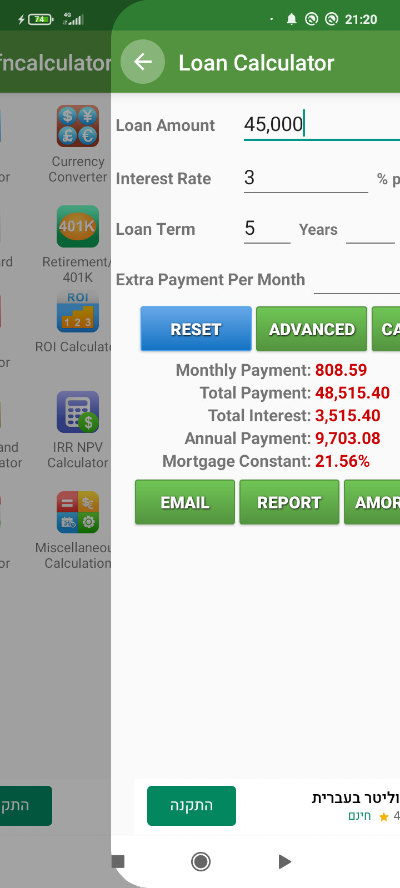 74
4G
21:20
fncalculator
Loan Calculator
Currency
Converter
401K
Retirement/
401K
ROI
1 2 3
ROI Calculato
IRR NPV
Calculator
Miscellaneou
Calculation
or
rd
or
and
ator
or
Loan Amount 45,000
Interest Rate 3 % p
Loan Term 5 Years
Extra Payment Per Month
RESET ADVANCED CA
Monthly Payment: 808.59
Total Payment: 48,515.40
Total Interest: 3,515.40
Annual Payment: 9,703.08
Mortgage Constant: 21.56%
EMAIL REPORT AMOR
התק
התקנה
וליטר בעברית
4 ★ חינם